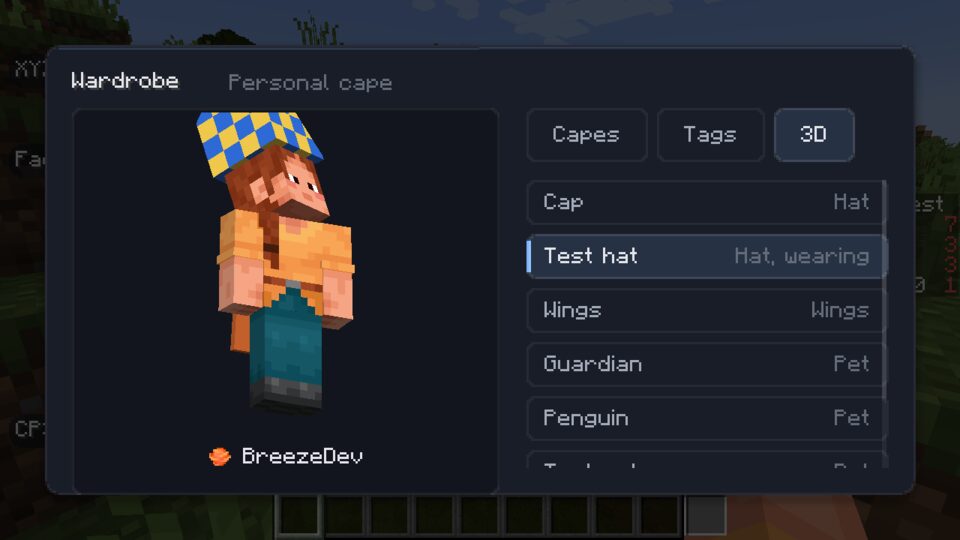 Wardrobe
Personal cape
Capes
Tags
3D
Cap
Hat
Test hat
Hat, wearing
Wings
Wings
Guardian
Pet
Penguin
Pet
BreezeDev